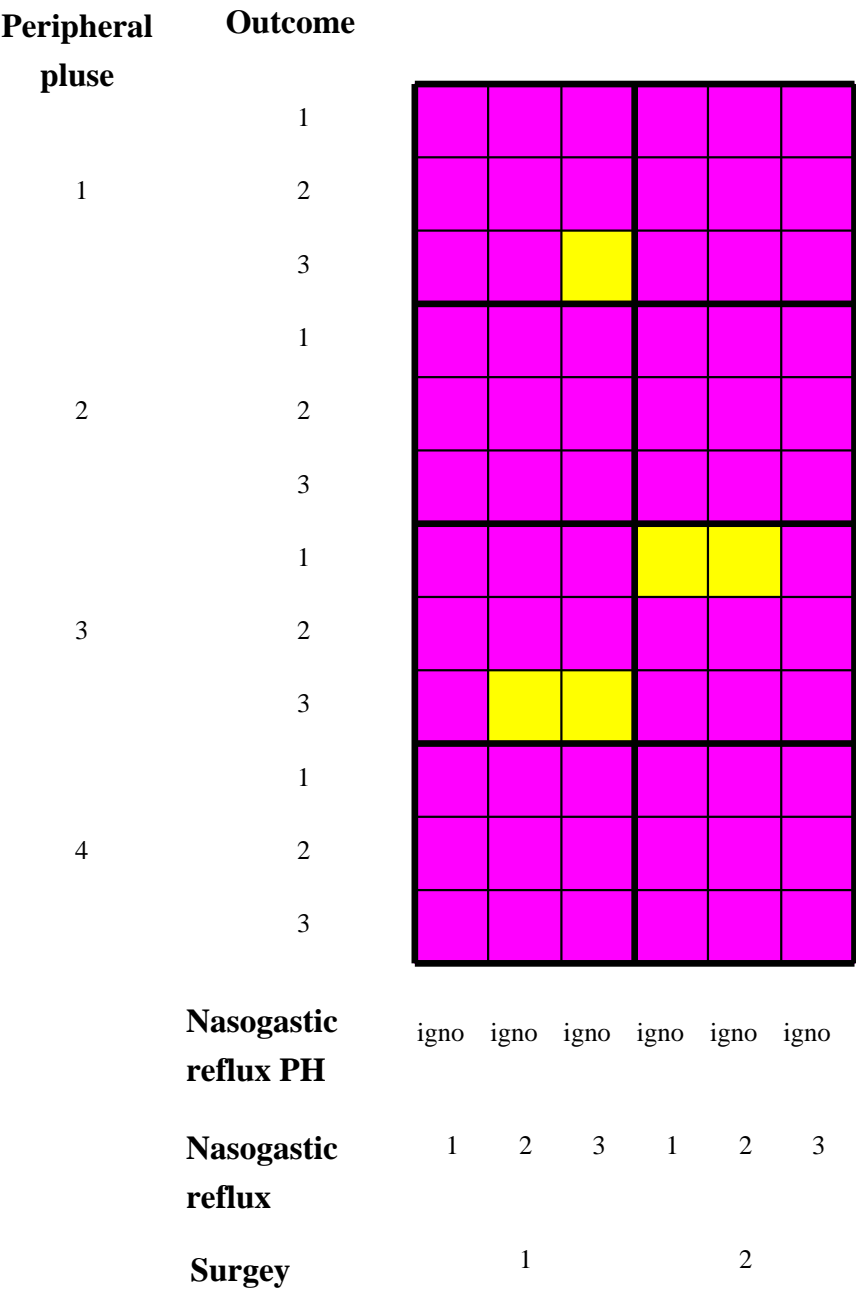 Peripheral Outcome
pluse
1
1 2
3
1
2 2
3
1
3 2
3
1
4 2
3
Nasogastic igno igno igno igno igno igno
reflux PH
Nasogastic 1 2 3 1 2 3
reflux
Surgey 1 2